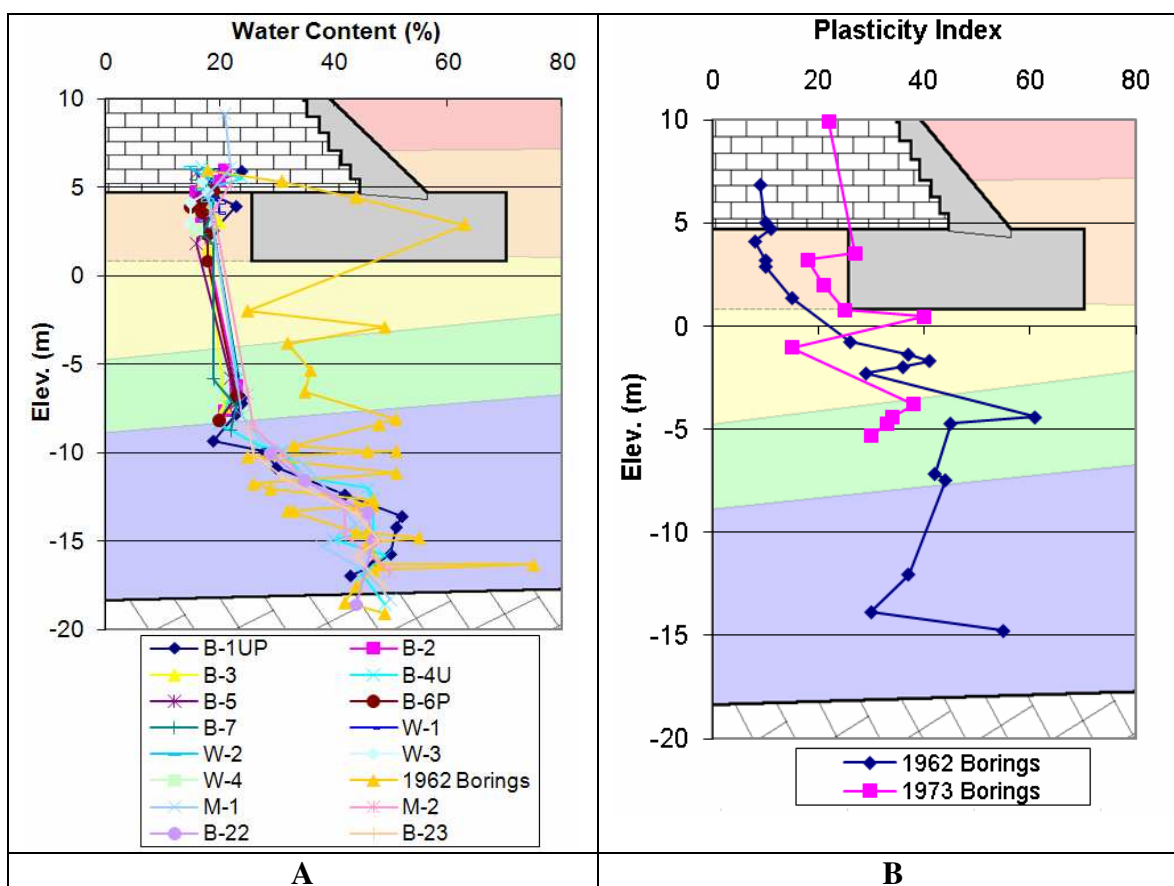 Water Content (%)
0 20 40 60 80
10
5
0
-5
-10
-15
-20
Elev. (m)
B-1UP B-2
B-3 B-4U
B-5 B-6P
B-7 W-1
W-2 W-3
W-4 1962 Borings
M-1 M-2
B-22 B-23
A
Plasticity Index
0 20 40 60 80
10
5
0
-5
-10
-15
-20
Elev. (m)
1962 Borings
1973 Borings
B